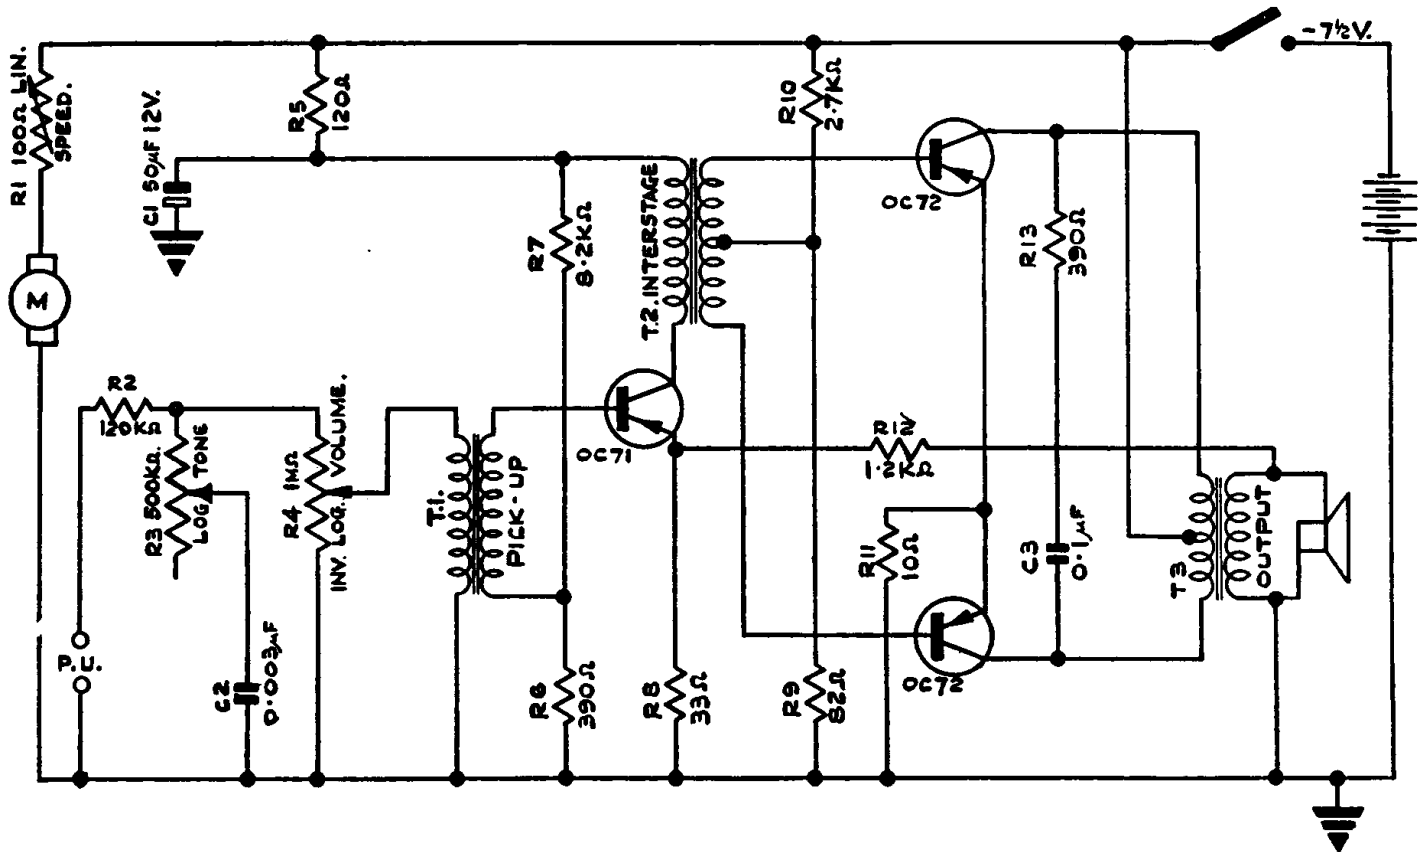 R1 100Ω LIN.
SPEED.
M
R5
120Ω
C1 50μF 12V.
R10
2·7KΩ
-7½V.
R7
8·2KΩ
T.2. INTERSTAGE
OC72
R13
390Ω
R2
120KΩ
R3 500KΩ.
LOG TONE
R4 1MΩ
INV. LOG. VOLUME.
T.1.
PICK-UP
OC71
R12
1·2KΩ
R11
10Ω
C.3
0·1μF
T3
OUTPUT
P.U.
C2
0·003μF
R6
390Ω
R8
33Ω
R9
82Ω
OC72